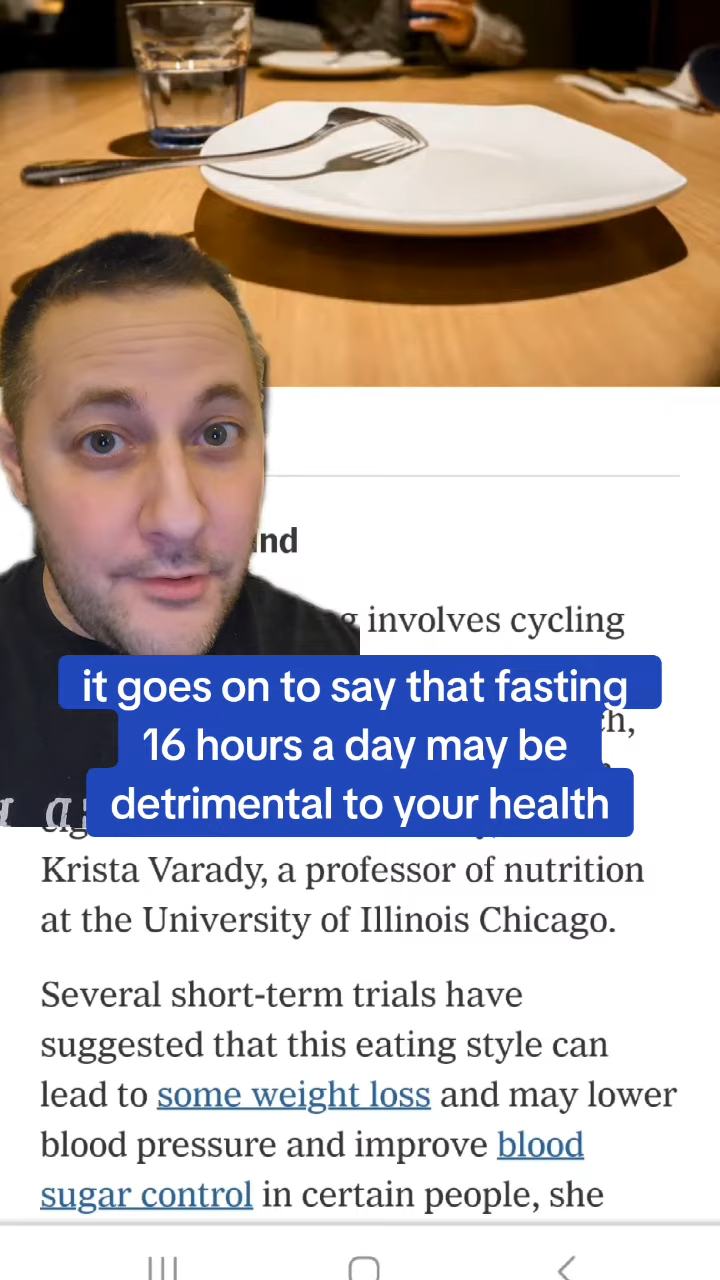 nd
involves cycling
it goes on to say that fasting
16 hours a day may be
detrimental to your health
Krista Varady, a professor of nutrition
at the University of Illinois Chicago.
Several short-term trials have
suggested that this eating style can
lead to some weight loss and may lower
blood pressure and improve blood
sugar control in certain people, she